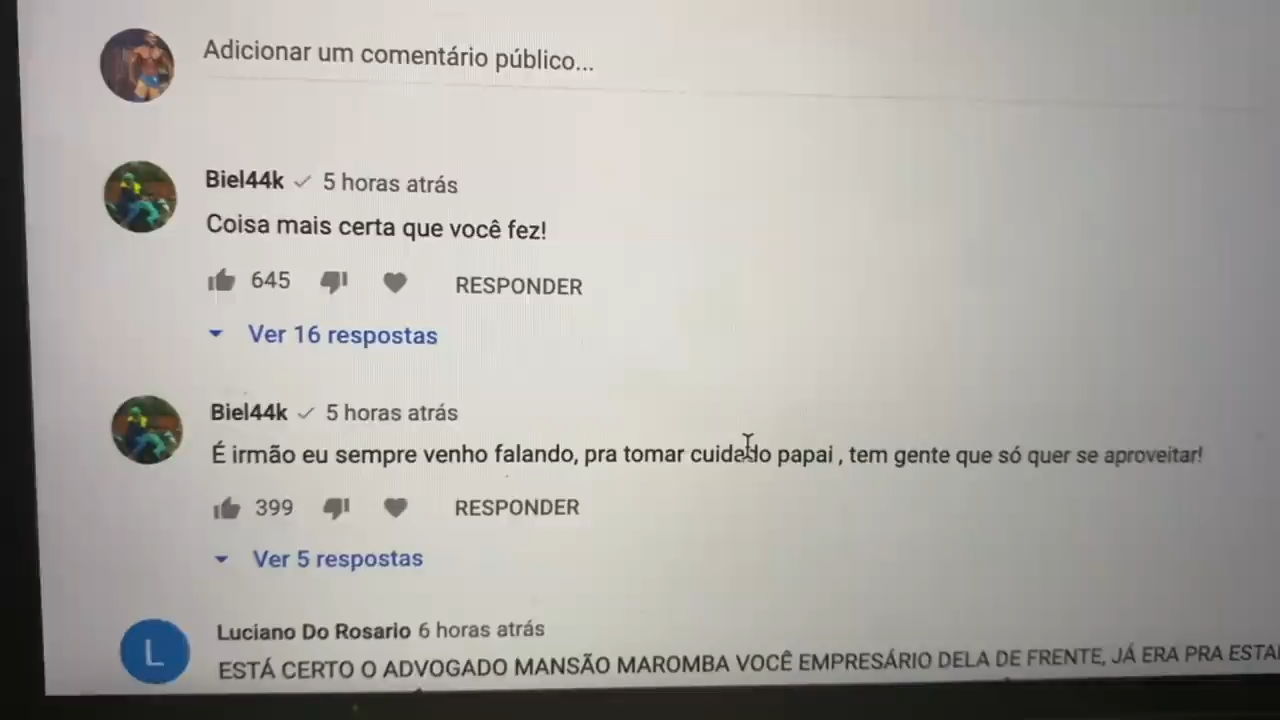 Adicionar um comentário público...
Biel44k ✓ 5 horas atrás
Coisa mais certa que você fez!
645 RESPONDER
Ver 16 respostas
Biel44k ✓ 5 horas atrás
É irmão eu sempre venho falando, pra tomar cuidado papai , tem gente que só quer se aproveitar!
399 RESPONDER
Ver 5 respostas
L
Luciano Do Rosario 6 horas atrás
ESTÁ CERTO O ADVOGADO MANSÃO MAROMBA VOCÊ EMPRESÁRIO DELA DE FRENTE, JÁ ERA PRA